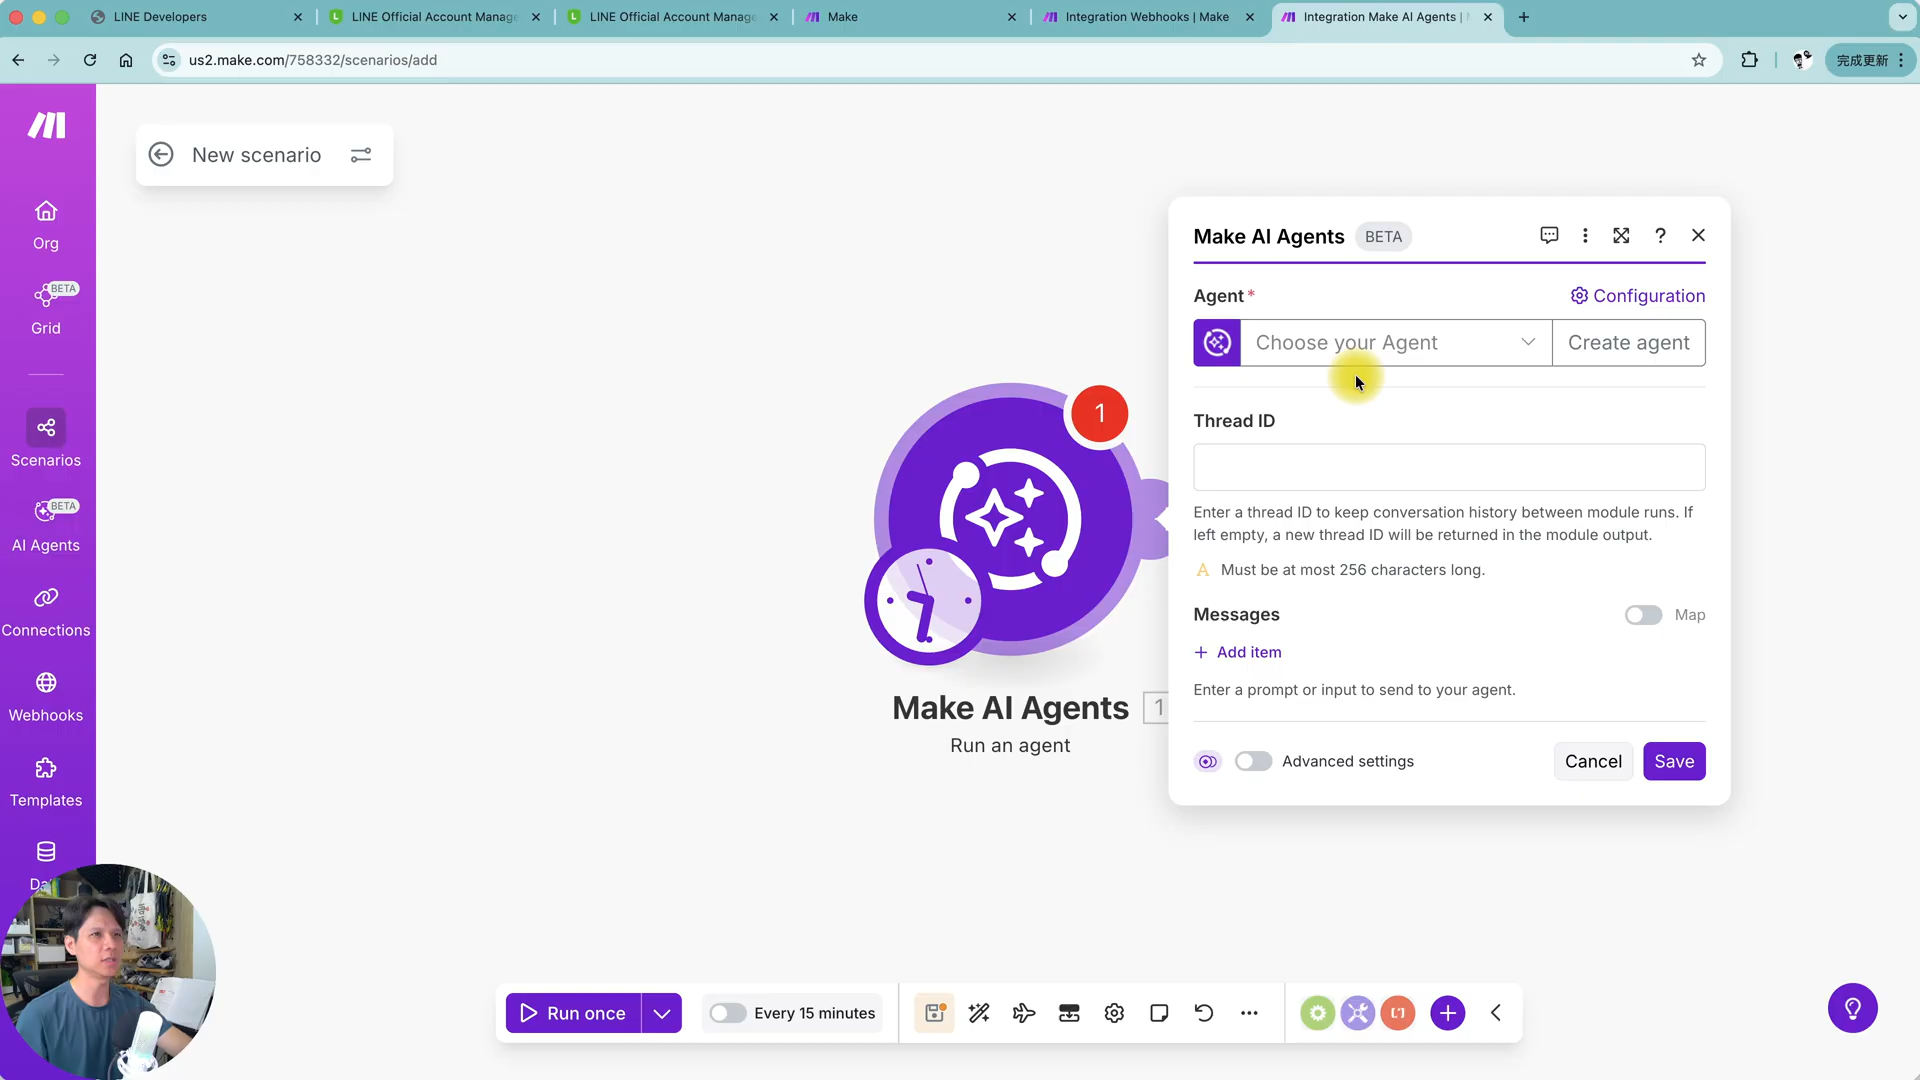 LINE Developers
LINE Official Account Manage
LINE Official Account Manage
Make
Integration Webhooks | Make
Integration Make AI Agents |
us2.make.com/758332/scenarios/add
完成更新
New scenario
Org
BETA
Grid
Scenarios
BETA
AI Agents
Connections
Webhooks
Templates
Da
1
Make AI Agents
1
Run an agent
Make AI Agents
BETA
?
Agent*
Configuration
Choose your Agent
Create agent
Thread ID
Enter a thread ID to keep conversation history between module runs. If
left empty, a new thread ID will be returned in the module output.
A Must be at most 256 characters long.
Messages
Map
+ Add item
Enter a prompt or input to send to your agent.
Advanced settings
Cancel
Save
Run once
Every 15 minutes